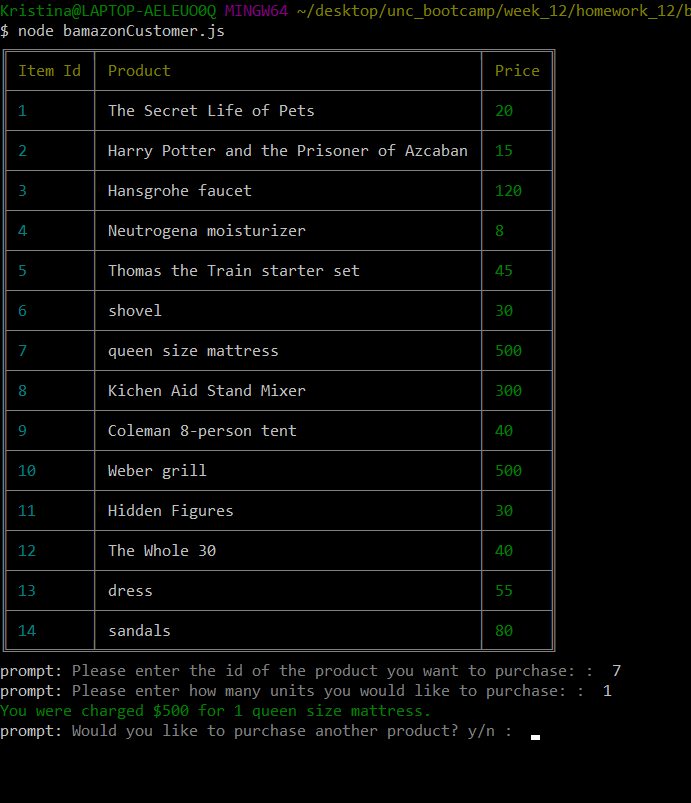 Kristina@LAPTOP-AELEUO0Q MINGW64 ~/desktop/unc_bootcamp/week_12/homework_12/b
$ node bamazonCustomer.js
Item Id Product Price
1 The Secret Life of Pets 20
2 Harry Potter and the Prisoner of Azcaban 15
3 Hansgrohe faucet 120
4 Neutrogena moisturizer 8
5 Thomas the Train starter set 45
6 shovel 30
7 queen size mattress 500
8 Kichen Aid Stand Mixer 300
9 Coleman 8-person tent 40
10 Weber grill 500
11 Hidden Figures 30
12 The Whole 30 40
13 dress 55
14 sandals 80
prompt: Please enter the id of the product you want to purchase: :  7
prompt: Please enter how many units you would like to purchase: :  1
You were charged $500 for 1 queen size mattress.
prompt: Would you like to purchase another product? y/n :